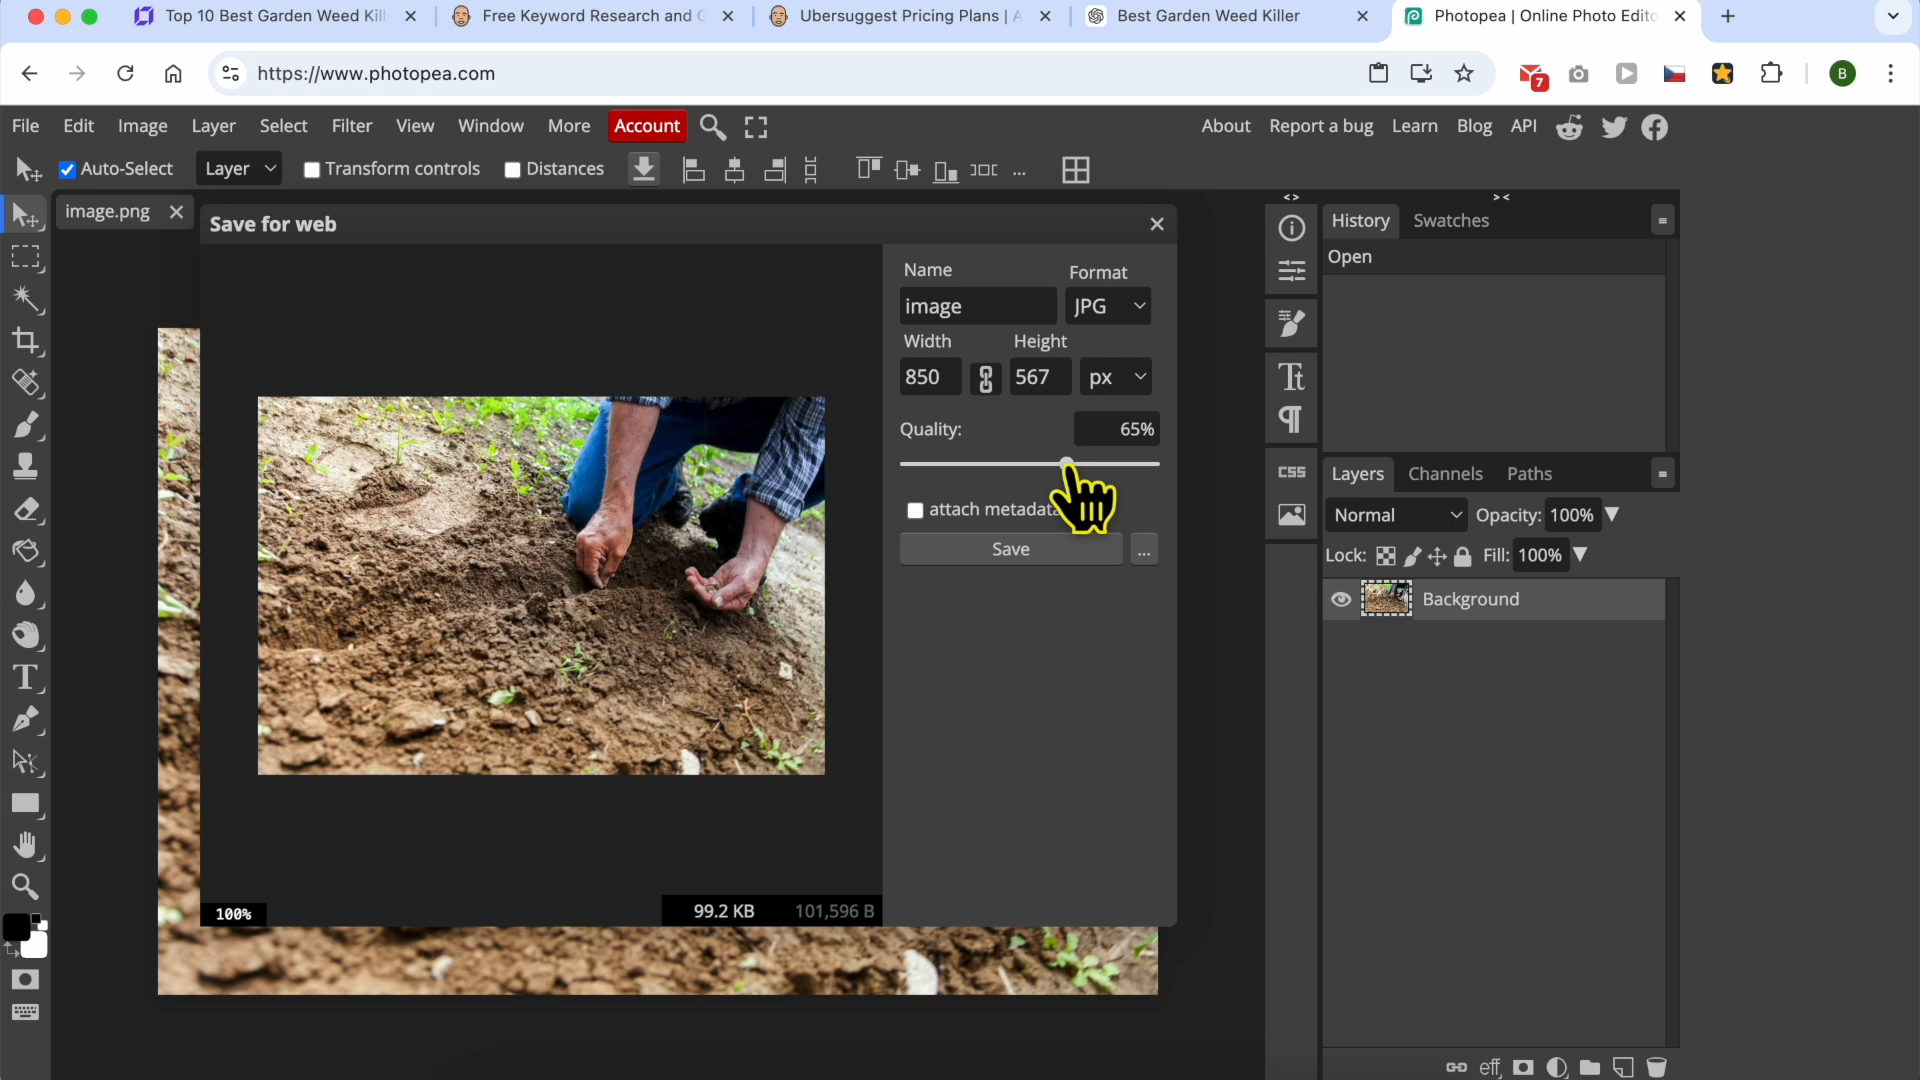 Top 10 Best Garden Weed Kill
Free Keyword Research and G
Ubersuggest Pricing Plans | A
Best Garden Weed Killer
Photopea | Online Photo Edito
https://www.photopea.com
7
B
File Edit Image Layer Select Filter View Window More Account
About Report a bug Learn Blog API
Auto-Select Layer Transform controls Distances
...
image.png
Save for web
Name Format
image JPG
Width Height
850 567 px
Quality: 65%
attach metadata
Save ...
100%
99.2 KB 101,596 B
< >
> <
History Swatches
Open
CSS
Layers Channels Paths
Normal Opacity: 100%
Lock: Fill: 100%
Background
eff